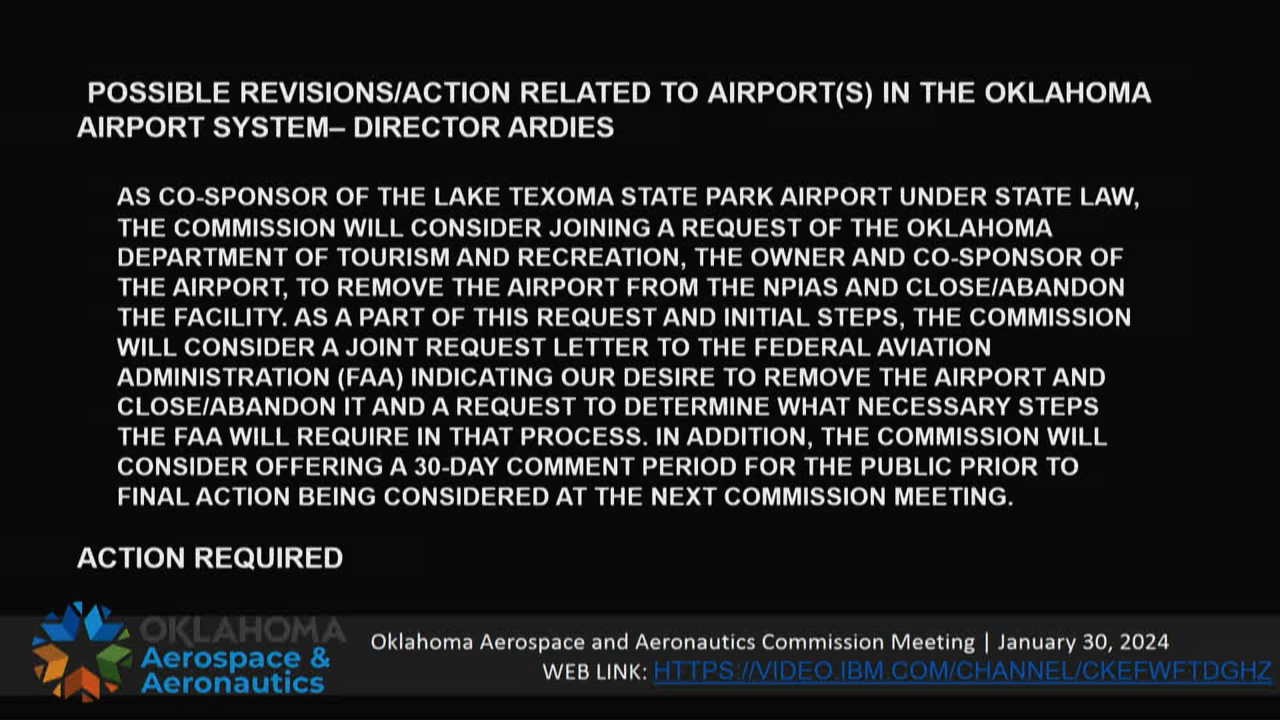 POSSIBLE REVISIONS/ACTION RELATED TO AIRPORT(S) IN THE OKLAHOMA
AIRPORT SYSTEM– DIRECTOR ARDIES
AS CO-SPONSOR OF THE LAKE TEXOMA STATE PARK AIRPORT UNDER STATE LAW,
THE COMMISSION WILL CONSIDER JOINING A REQUEST OF THE OKLAHOMA
DEPARTMENT OF TOURISM AND RECREATION, THE OWNER AND CO-SPONSOR OF
THE AIRPORT, TO REMOVE THE AIRPORT FROM THE NPIAS AND CLOSE/ABANDON
THE FACILITY. AS A PART OF THIS REQUEST AND INITIAL STEPS, THE COMMISSION
WILL CONSIDER A JOINT REQUEST LETTER TO THE FEDERAL AVIATION
ADMINISTRATION (FAA) INDICATING OUR DESIRE TO REMOVE THE AIRPORT AND
CLOSE/ABANDON IT AND A REQUEST TO DETERMINE WHAT NECESSARY STEPS
THE FAA WILL REQUIRE IN THAT PROCESS. IN ADDITION, THE COMMISSION WILL
CONSIDER OFFERING A 30-DAY COMMENT PERIOD FOR THE PUBLIC PRIOR TO
FINAL ACTION BEING CONSIDERED AT THE NEXT COMMISSION MEETING.
ACTION REQUIRED
OKLAHOMA
Aerospace &
Aeronautics
Oklahoma Aerospace and Aeronautics Commission Meeting | January 30, 2024
WEB LINK: HTTPS://VIDEO.IBM.COM/CHANNEL/CKEFWFTDGHZ